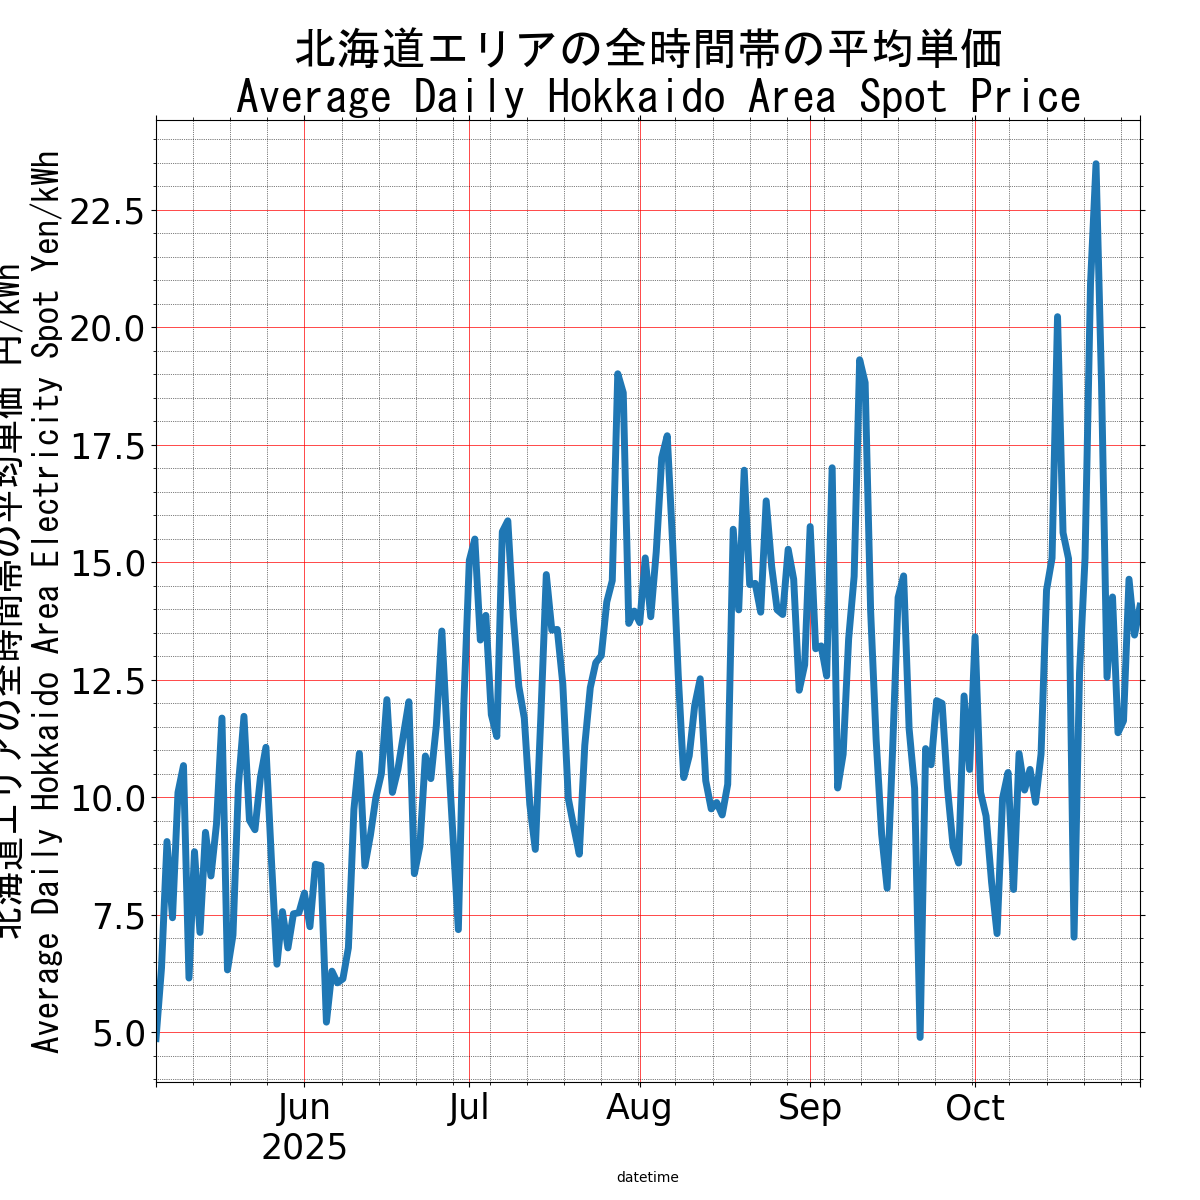 北海道エリアの全時間帯の平均単価
Average Daily Hokkaido Area Spot Price
北海道エリアの全時間帯の平均単価 円/kWh
Average Daily Hokkaido Area Electricity Spot Yen/kWh
22.5
20.0
17.5
15.0
12.5
10.0
7.5
5.0
Jun
2025
Jul
Aug
Sep
Oct
datetime